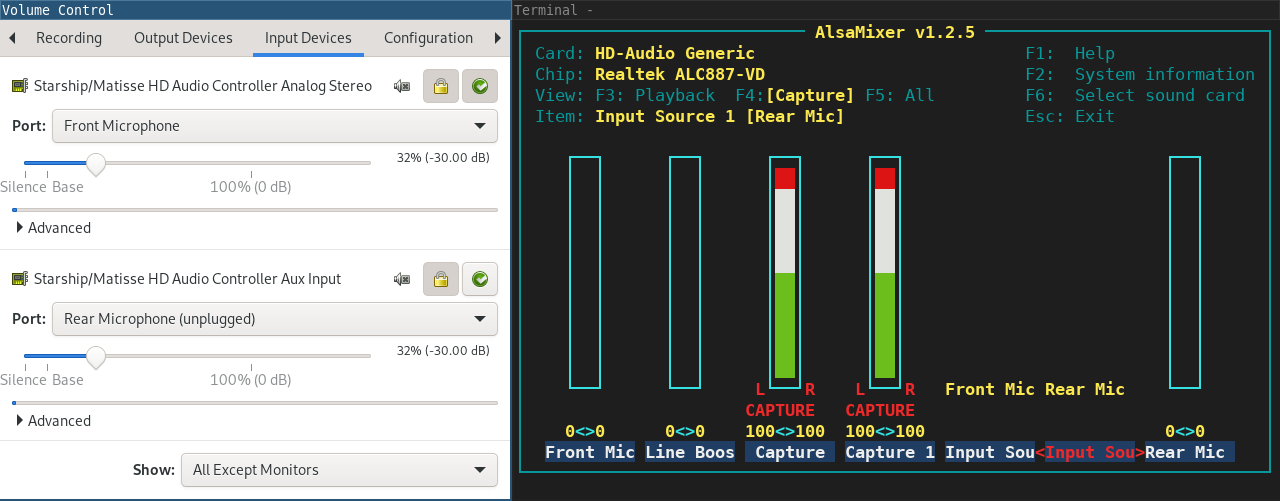 Volume Control
Recording Output Devices Input Devices Configuration
Starship/Matisse HD Audio Controller Analog Stereo
Port: Front Microphone
32% (-30.00 dB)
Silence Base 100% (0 dB)
Advanced
Starship/Matisse HD Audio Controller Aux Input
Port: Rear Microphone (unplugged)
32% (-30.00 dB)
Silence Base 100% (0 dB)
Advanced
Show: All Except Monitors
Terminal -
AlsaMixer v1.2.5
Card: HD-Audio Generic F1: Help
Chip: Realtek ALC887-VD F2: System information
View: F3: Playback F4:[Capture] F5: All F6: Select sound card
Item: Input Source 1 [Rear Mic] Esc: Exit
L R L R Front Mic Rear Mic
CAPTURE CAPTURE
0<>0 0<>0 100<>100 100<>100 0<>0
Front Mic Line Boos Capture Capture 1 Input Sou<Input Sou>Rear Mic